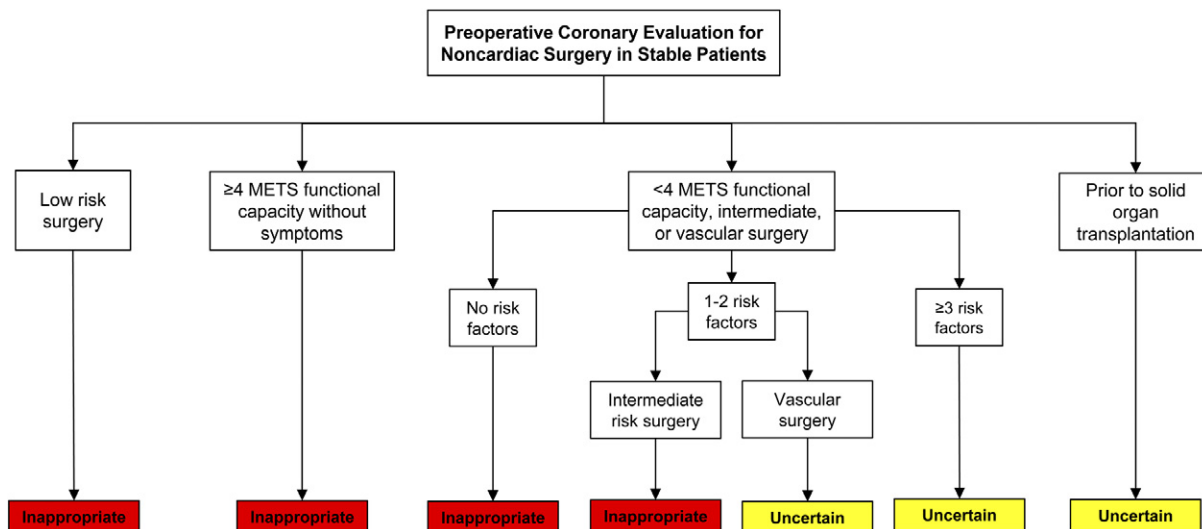 Preoperative Coronary Evaluation for
Noncardiac Surgery in Stable Patients
Low risk
surgery
≥4 METS functional
capacity without
symptoms
<4 METS functional
capacity, intermediate,
or vascular surgery
Prior to solid
organ
transplantation
No risk
factors
1-2 risk
factors
≥3 risk
factors
Intermediate
risk surgery
Vascular
surgery
Inappropriate
Inappropriate
Inappropriate
Inappropriate
Uncertain
Uncertain
Uncertain